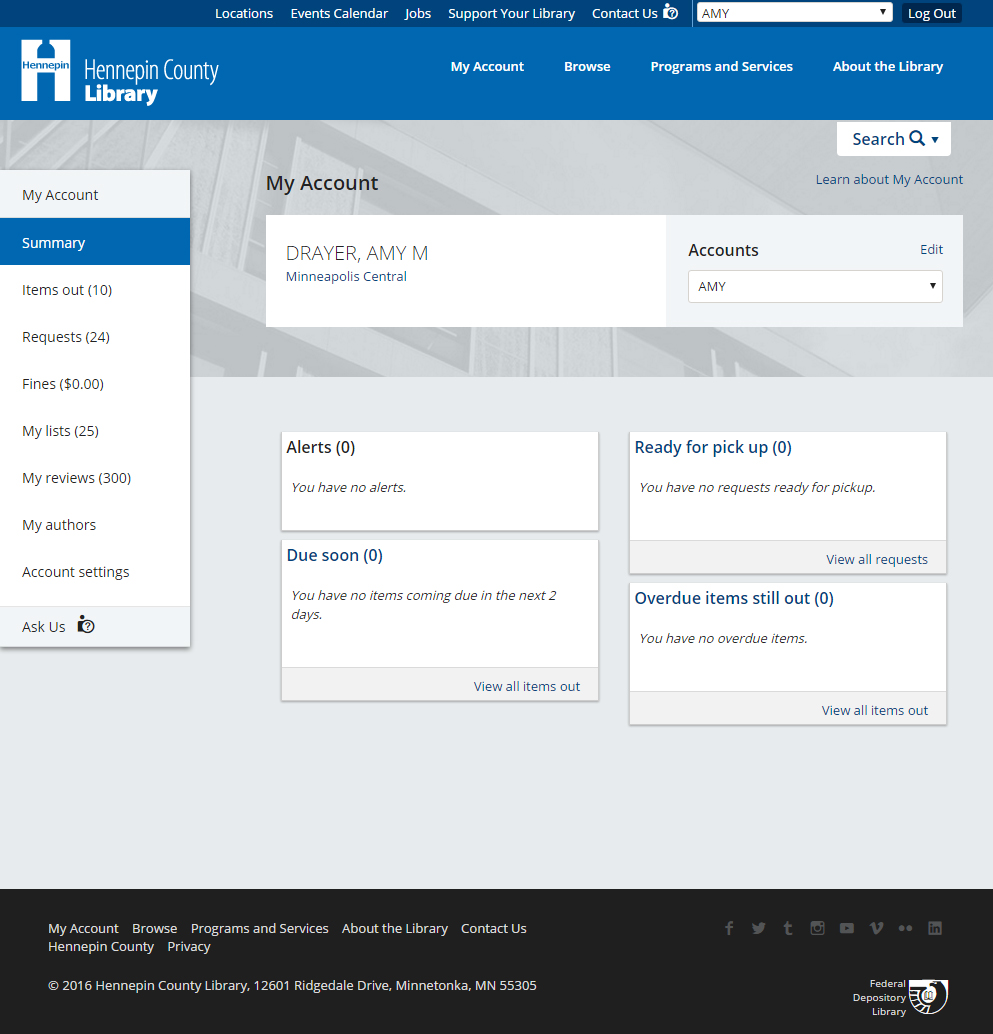 Locations Events Calendar Jobs Support Your Library Contact Us AMY Log Out
Hennepin
Hennepin County
Library
My Account Browse Programs and Services About the Library
Search
Learn about My Account
My Account
My Account
Summary
Items out (10)
Requests (24)
Fines ($0.00)
My lists (25)
My reviews (300)
My authors
Account settings
Ask Us
DRAYER, AMY M
Minneapolis Central
Accounts Edit
AMY
Alerts (0)
You have no alerts.
Due soon (0)
You have no items coming due in the next 2
days.
View all items out
Ready for pick up (0)
You have no requests ready for pickup.
View all requests
Overdue items still out (0)
You have no overdue items.
View all items out
My Account Browse Programs and Services About the Library Contact Us
Hennepin County Privacy
© 2016 Hennepin County Library, 12601 Ridgedale Drive, Minnetonka, MN 55305
Federal
Depository
Library